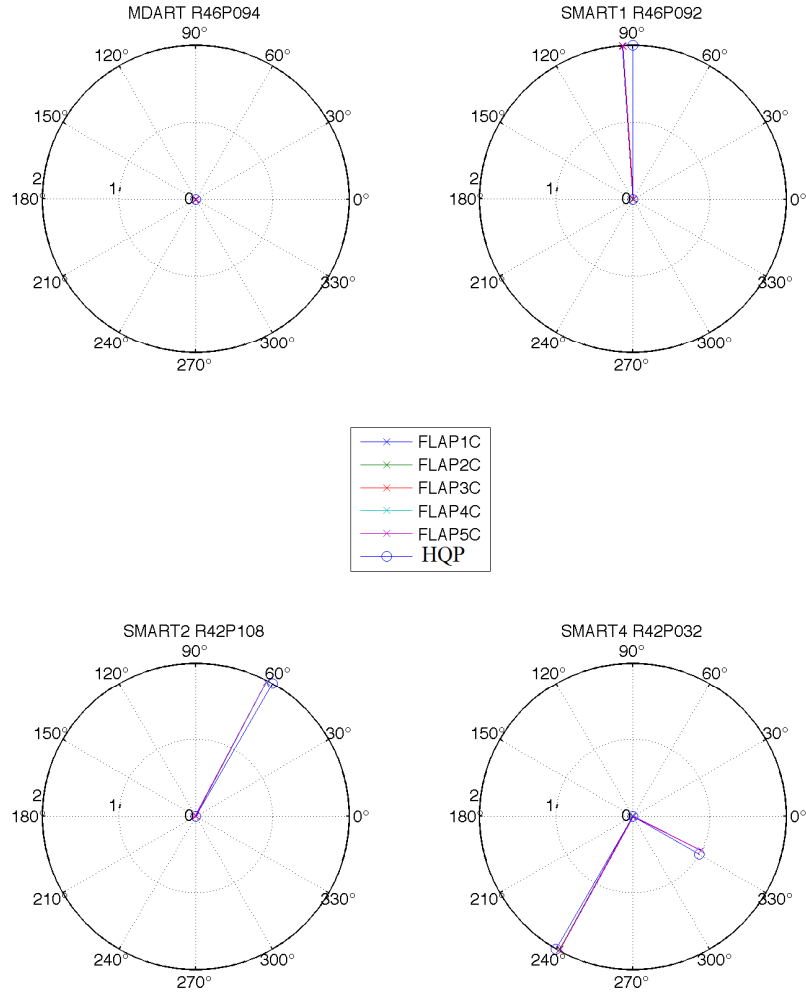 MDART R46P094
90°
120° 60°
150° 30°
2 1 0
180° 0°
210° 330°
240° 300°
270°
SMART1 R46P092
90°
120° 60°
150° 30°
2 1 0
180° 0°
210° 330°
240° 300°
270°
FLAP1C
FLAP2C
FLAP3C
FLAP4C
FLAP5C
HQP
SMART2 R42P108
90°
120° 60°
150° 30°
2 1 0
180° 0°
210° 330°
240° 300°
270°
SMART4 R42P032
90°
120° 60°
150° 30°
2 1 0
180° 0°
210° 330°
240° 300°
270°